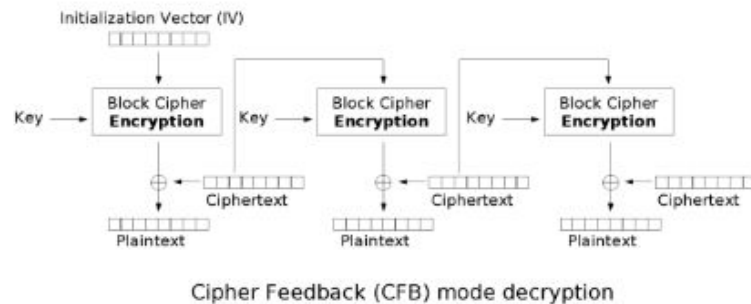 Initialization Vector (IV)
Key
Block Cipher
Encryption
Key
Block Cipher
Encryption
Key
Block Cipher
Encryption
Ciphertext
Ciphertext
Ciphertext
Plaintext
Plaintext
Plaintext
Cipher Feedback (CFB) mode decryption